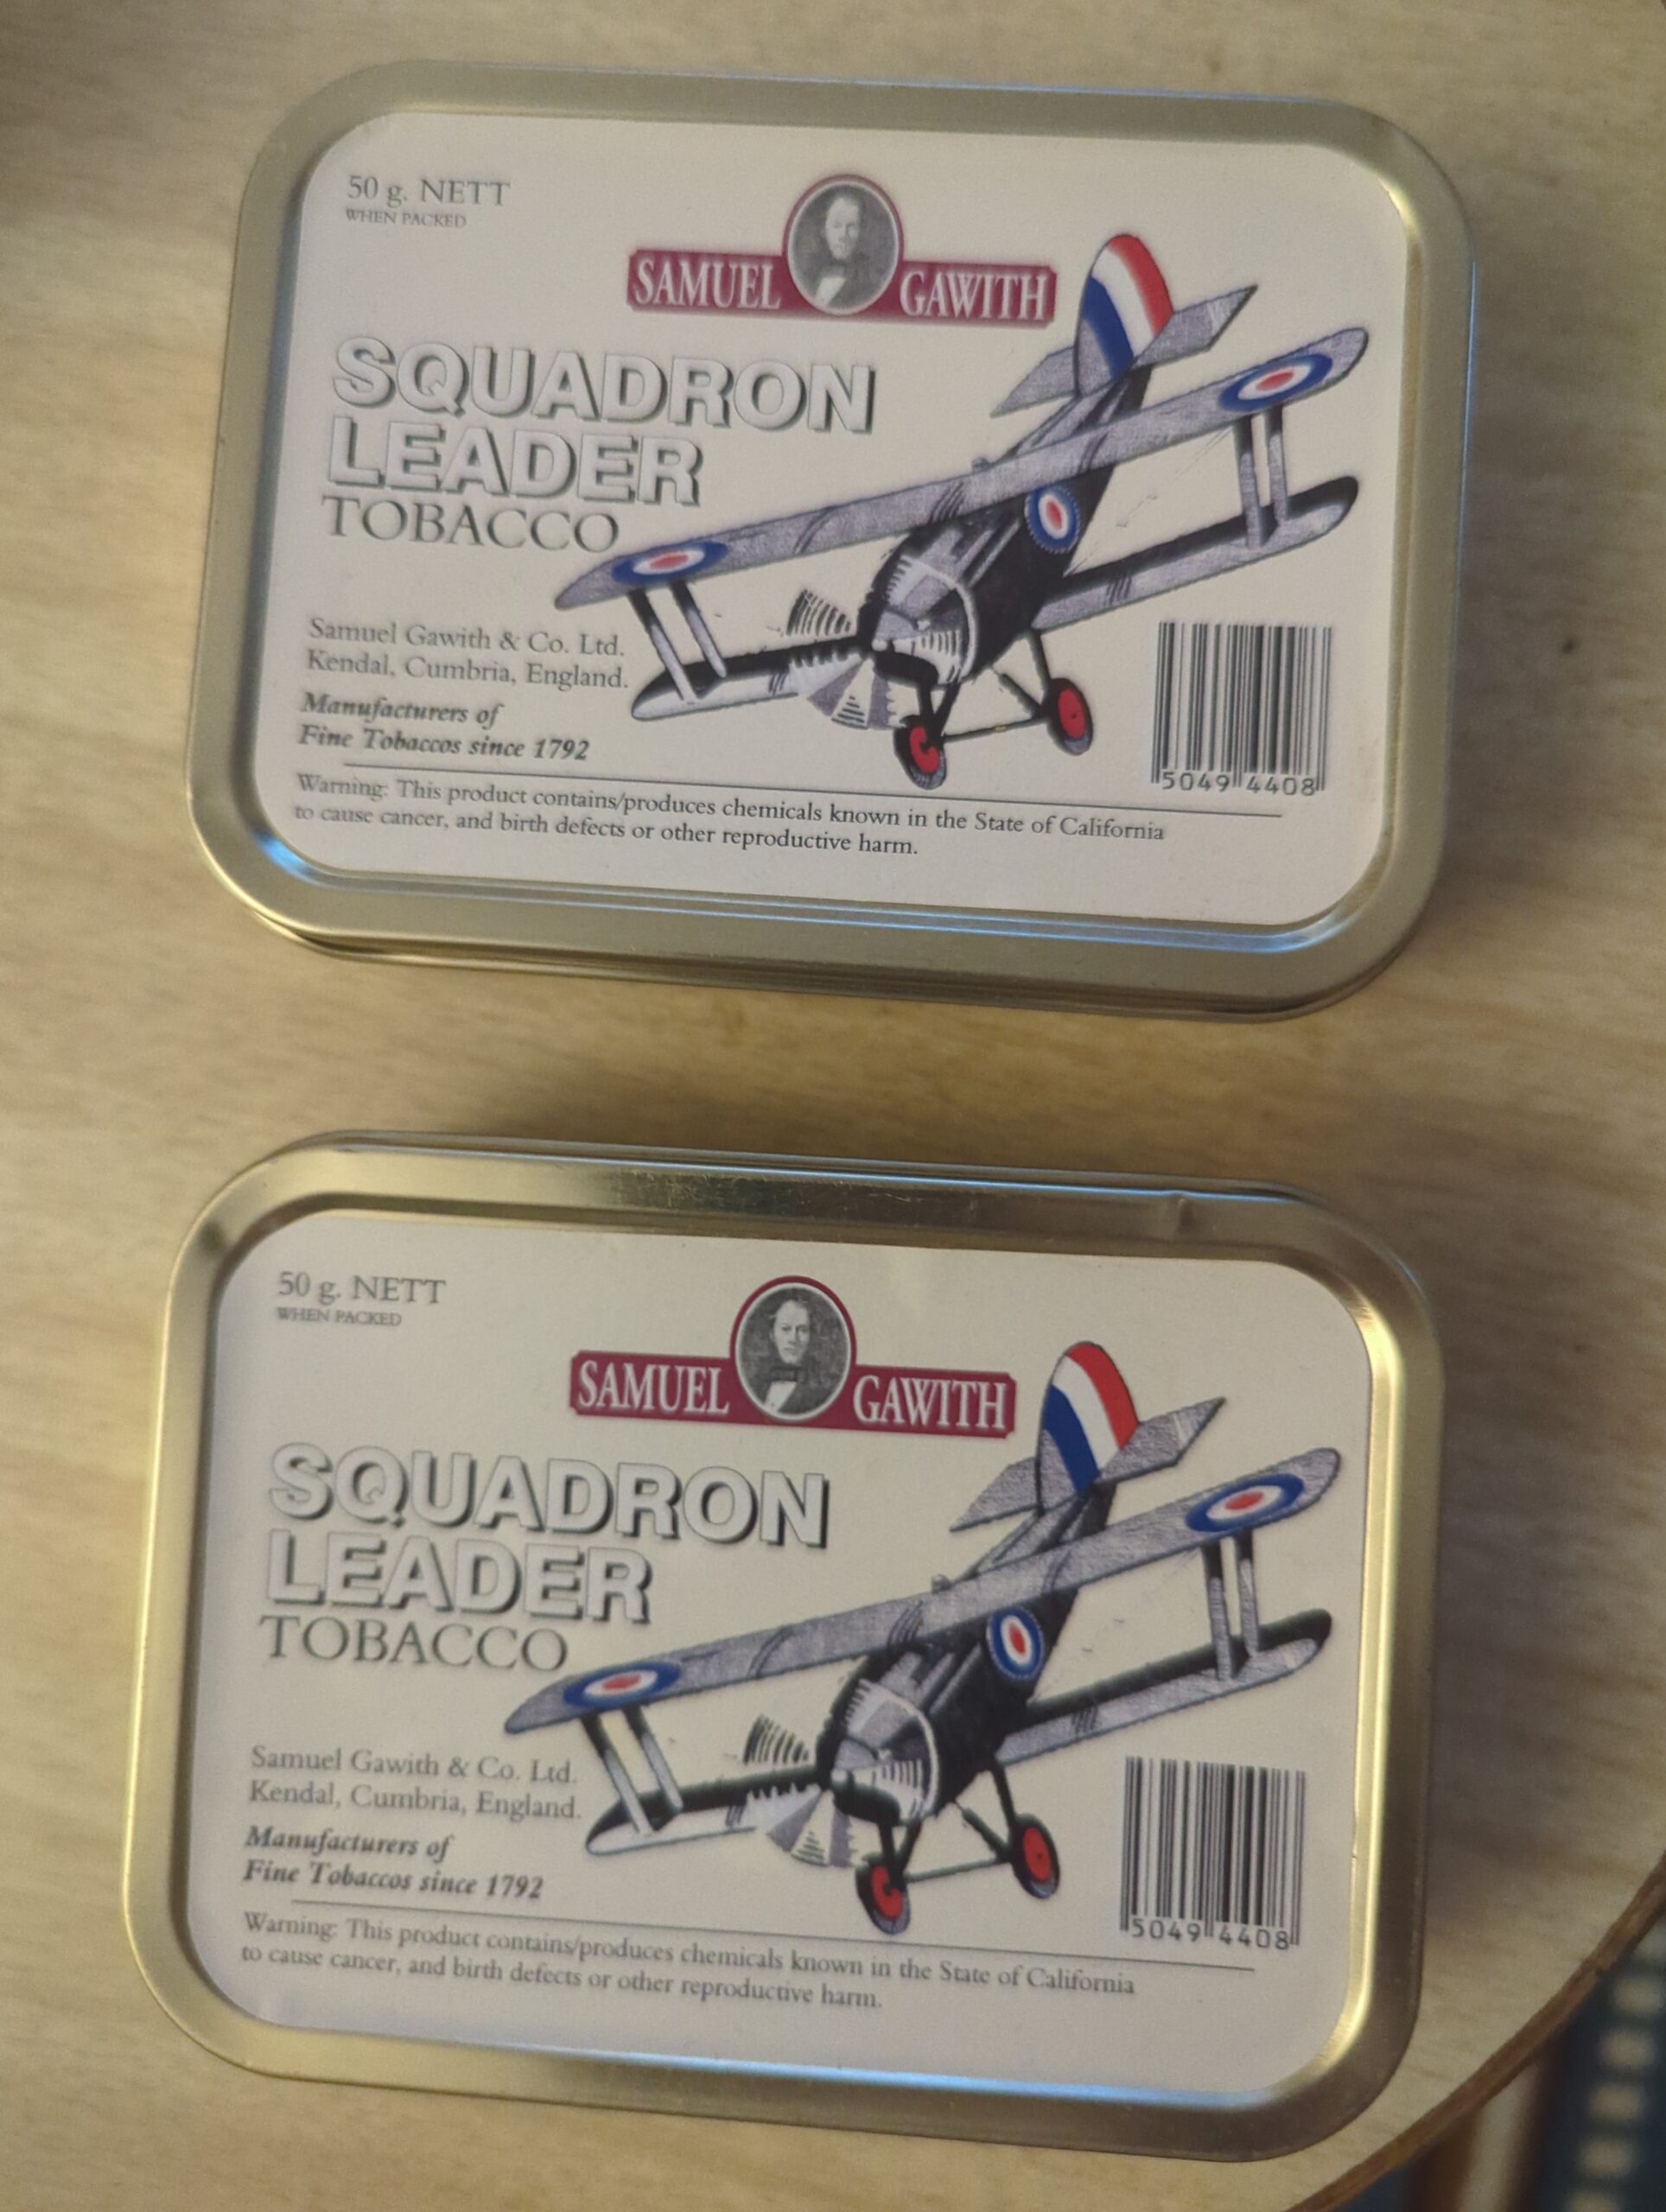 50 g. NETT
WHEN PACKED
SAMUEL GAWITH
SQUADRON
LEADER
TOBACCO
Samuel Gawith & Co. Ltd.
Kendal, Cumbria, England.
Manufacturers of
Fine Tobaccos since 1792
5049 4408
Warning: This product contains/produces chemicals known in the State of California
to cause cancer, and birth defects or other reproductive harm.
50 g. NETT
WHEN PACKED
SAMUEL GAWITH
SQUADRON
LEADER
TOBACCO
Samuel Gawith & Co. Ltd.
Kendal, Cumbria, England.
Manufacturers of
Fine Tobaccos since 1792
5049 4408
Warning: This product contains/produces chemicals known in the State of California
to cause cancer, and birth defects or other reproductive harm.